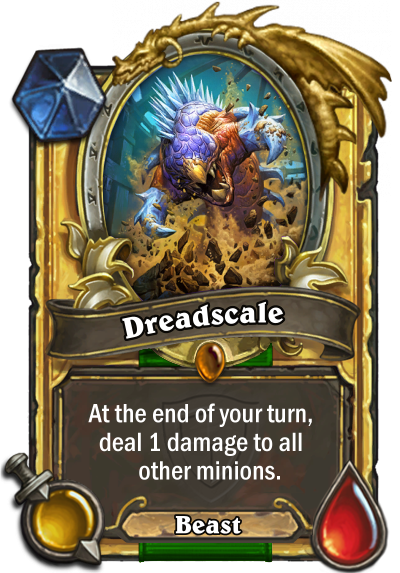 Dreadscale
At the end of your turn,
deal 1 damage to all
other minions.
Beast